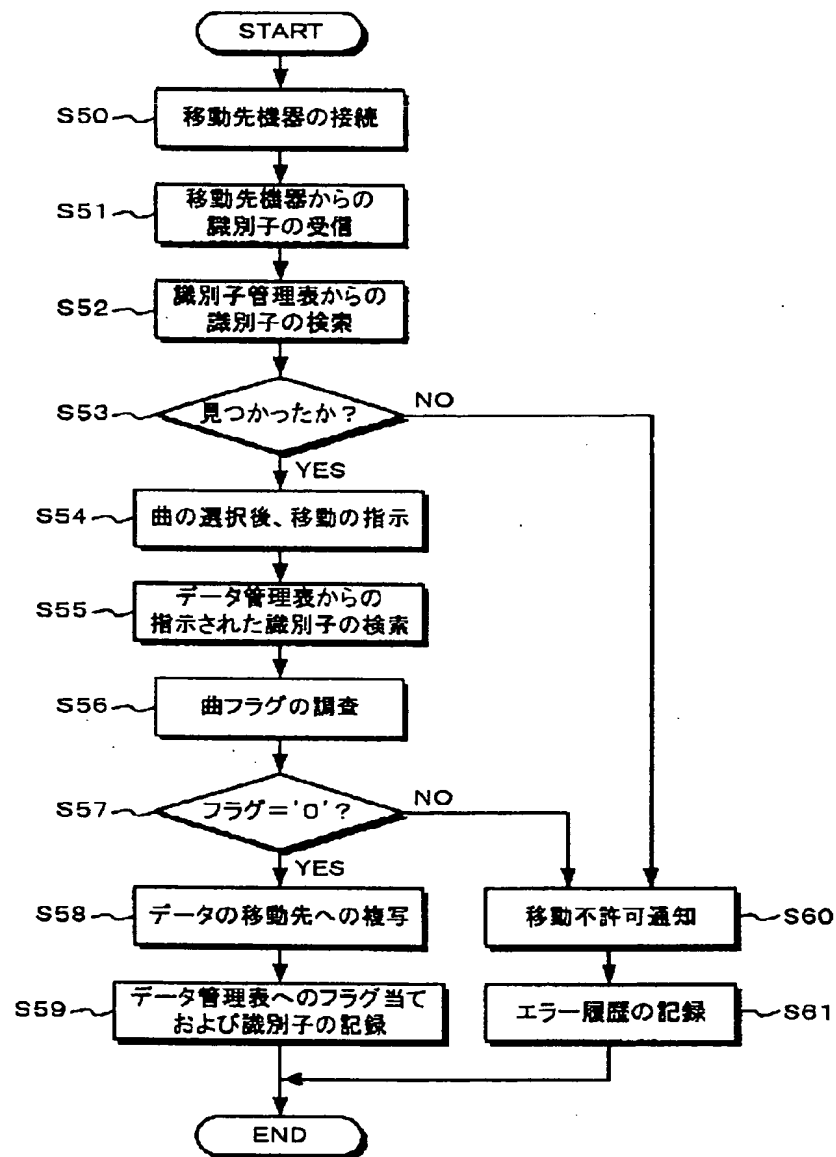 START
S50
移動先機器の接続
S51
移動先機器からの
識別子の受信
S52
識別子管理表からの
識別子の検索
S53
見つかったか？
NO
YES
S54
曲の選択後、移動の指示
S55
データ管理表からの
指示された識別子の検索
S56
曲フラグの調査
S57
フラグ＝'0'？
NO
YES
S58
データの移動先への複写
移動不許可通知
S60
S59
データ管理表へのフラグ当て
および識別子の記録
エラー履歴の記録
S61
END